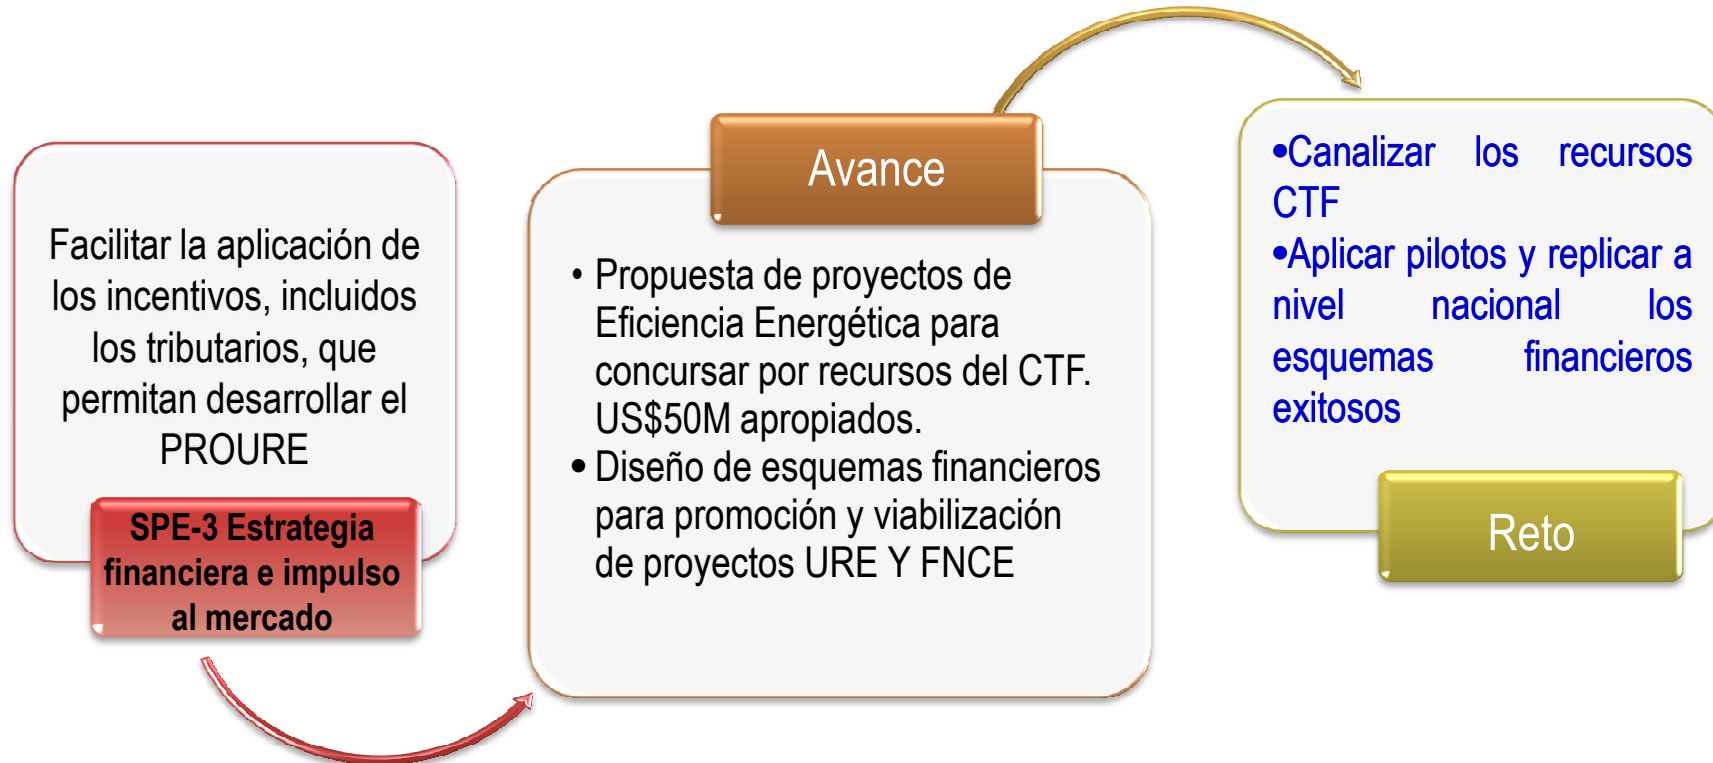 Facilitar la aplicación de
los incentivos, incluidos
los tributarios, que
permitan desarrollar el
PROURE
SPE-3 Estrategia
financiera e impulso
al mercado
Avance
• Propuesta de proyectos de
Eficiencia Energética para
concursar por recursos del CTF.
US$50M apropiados.
• Diseño de esquemas financieros
para promoción y viabilización
de proyectos URE Y FNCE
•Canalizar los recursos
CTF
•Aplicar pilotos y replicar a
nivel nacional los
esquemas financieros
exitosos
Reto